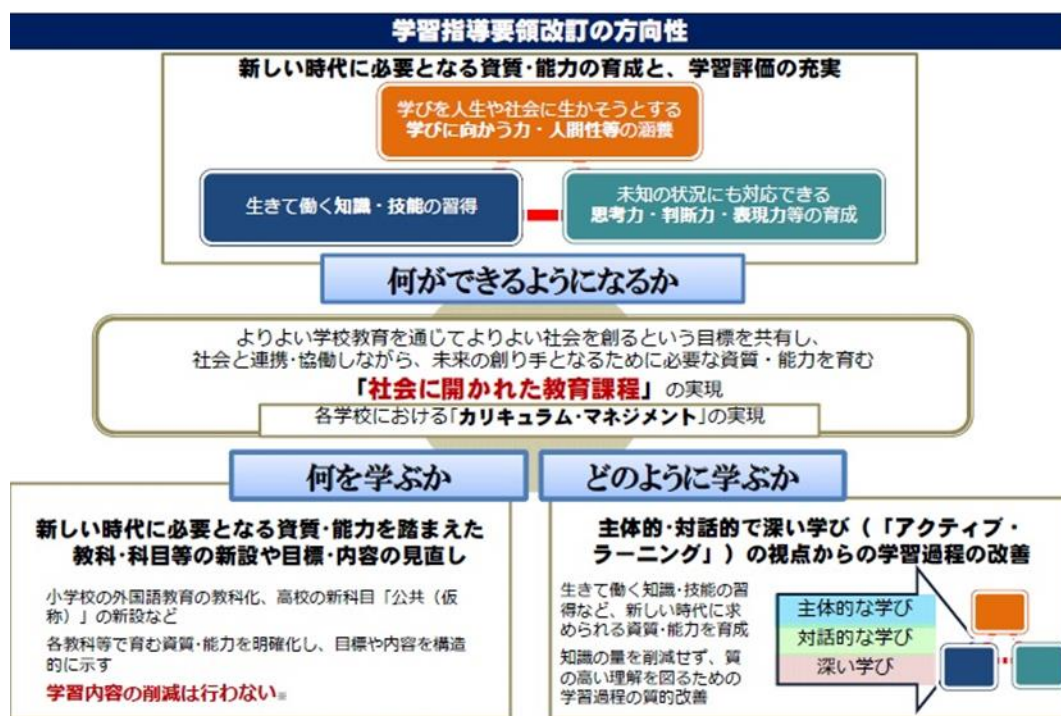 学習指導要領改訂の方向性
新しい時代に必要となる資質・能力の育成と、学習評価の充実
学びを人生や社会に生かそうとする
学びに向かう力・人間性等の涵養
生きて働く知識・技能の習得
未知の状況にも対応できる
思考力・判断力・表現力等の育成
何ができるようになるか
よりよい学校教育を通じてよりよい社会を創るという目標を共有し、
社会と連携・協働しながら、未来の創り手となるために必要な資質・能力を育む
「社会に開かれた教育課程」の実現
各学校における「カリキュラム・マネジメント」の実現
何を学ぶか
新しい時代に必要となる資質・能力を踏まえた
教科・科目等の新設や目標・内容の見直し
小学校の外国語教育の教科化、高校の新科目「公共（仮
称）」の新設など
各教科等で育む資質・能力を明確化し、目標や内容を構造
的に示す
学習内容の削減は行わない※
どのように学ぶか
主体的・対話的で深い学び（「アクティブ・
ラーニング」）の視点からの学習過程の改善
生きて働く知識・技能の習
得など、新しい時代に求
められる資質・能力を育成
知識の量を削減せず、質
の高い理解を図るための
学習過程の質的改善
主体的な学び
対話的な学び
深い学び